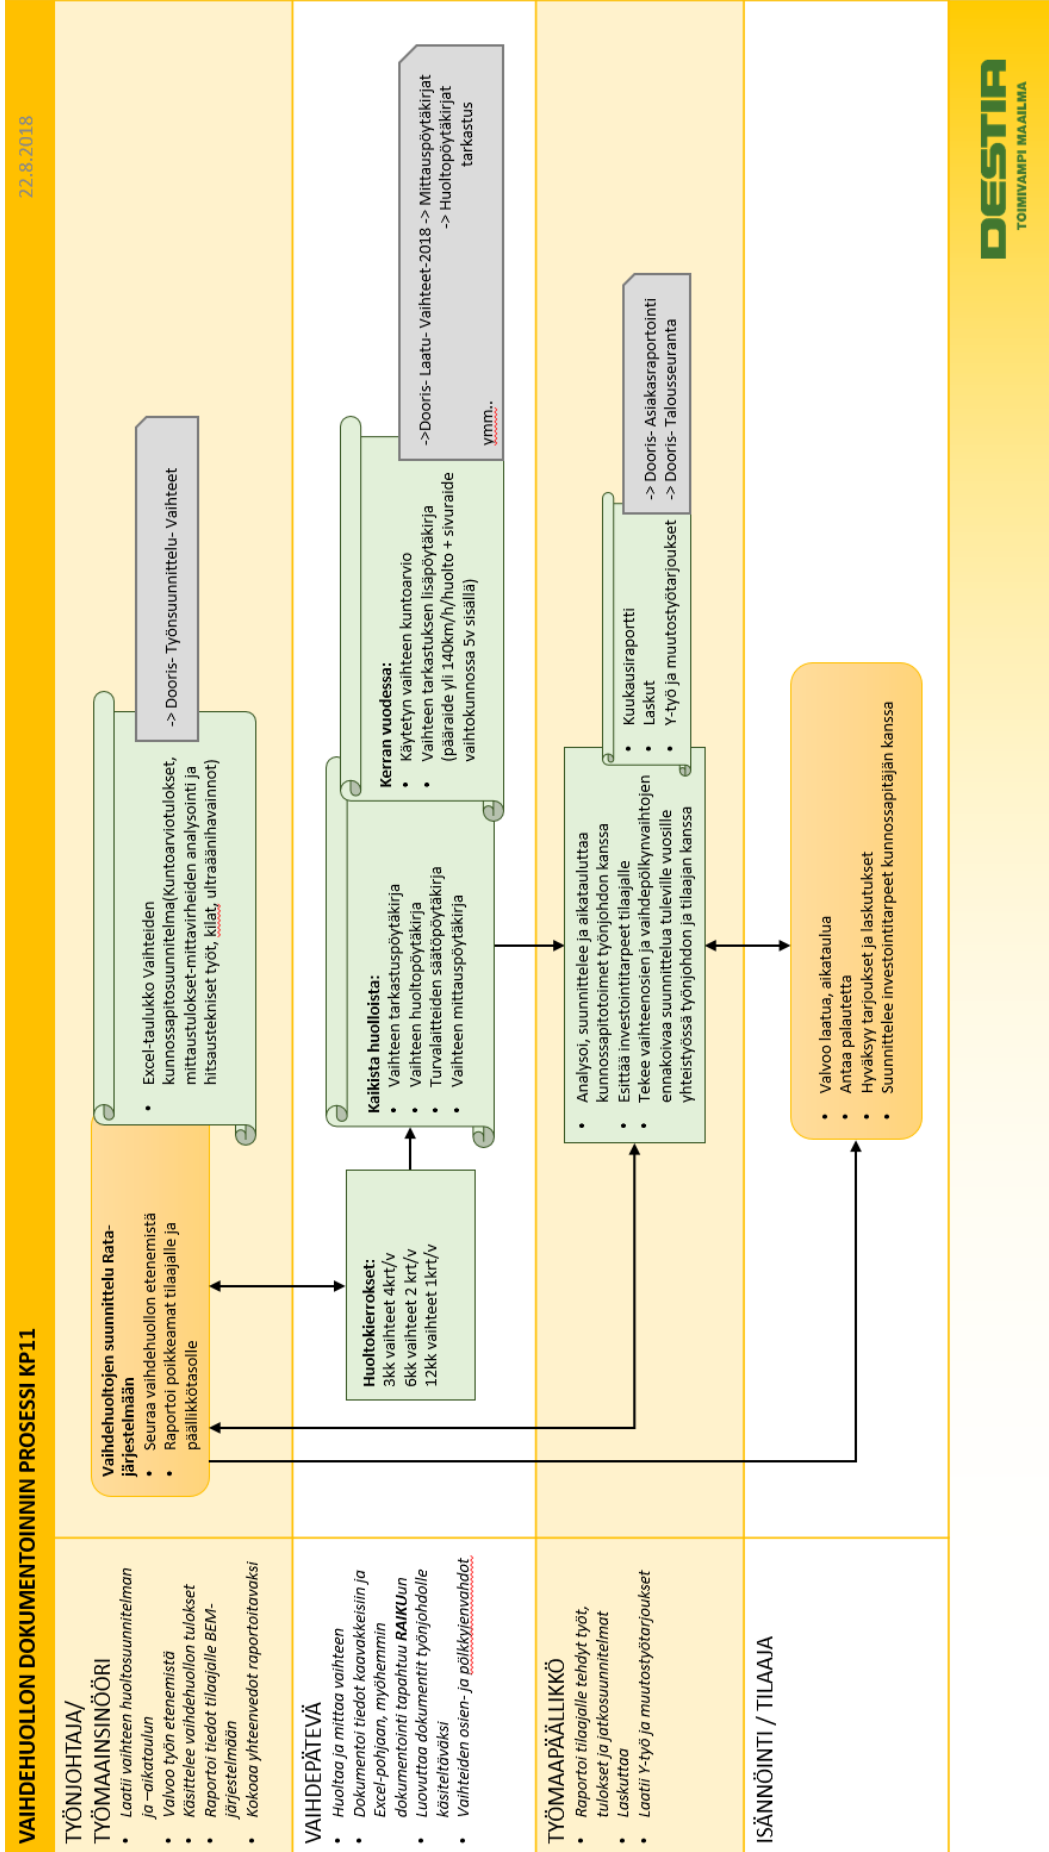 VAIHDEHUOLLON DOKUMENTOINNIN PROSESSI KP11
22.8.2018
TYÖNJOHTAJA/
TYÖMAAINSINÖÖRI
• Laatii vaihteen huoltosuunnitelman
ja –aikataulun
• Valvoo työn etenemistä
• Käsittelee vaihdehuollon tulokset
• Raportoi tiedot tilaajalle BEM-
järjestelmään
• Kokoaa yhteenvedot raportoitavaksi
Vaihdehuoltojen suunnittelu Rata-
järjestelmään
• Seuraa vaihdehuollon etenemistä
• Raportoi poikkeamat tilaajalle ja
päällikkötasolle
• Excel-taulukko Vaihteiden
kunnossapitosuunnitelma(Kuntoarviotulokset,
mittaustulokset-mittavirheiden analysointi ja
hitsaustekniset työt, kilat, ultraäänihavainnot)
-> Dooris- Työnsuunnittelu- Vaihteet
VAIHDEPÄTEVÄ
• Huoltaa ja mittaa vaihteen
• Dokumentoi tiedot kaavakkeisiin ja
Excel-pohjaan, myöhemmin
dokumentointi tapahtuu RAIKUun
• Luovuttaa dokumentit työnjohdolle
käsiteltäväksi
• Vaihteiden osien- ja pölkkyjenvahdot
Huoltokierrokset:
3kk vaihteet 4krt/v
6kk vaihteet 2 krt/v
12kk vaihteet 1krt/v
Kaikista huolloista:
• Vaihteen tarkastuspöytäkirja
• Vaihteen huoltopöytäkirja
• Turvalaitteiden säätöpöytäkirja
• Vaihteen mittauspöytäkirja
Kerran vuodessa:
• Käytetyn vaihteen kuntoarvio
• Vaihteen tarkastuksen lisäpöytäkirja
(pääraide yli 140km/h/huolto + sivuraide
vaihtokunnossa 5v sisällä)
->Dooris- Laatu- Vaihteet-2018 -> Mittauspöytäkirjat
-> Huoltopöytäkirjat
tarkastus
ymm..
TYÖMAAPÄÄLLIKKÖ
• Raportoi tilaajalle tehdyt työt,
tulokset ja jatkosuunnitelmat
• Laskuttaa
• Laatii Y-työ ja muutostyötarjoukset
• Analysoi, suunnittelee ja aikatauluttaa
kunnossapitotoimet työnjohdon kanssa
• Esittää investointitarpeet tilaajalle
• Tekee vaihteenosien ja vaihdepölkynvaihtojen
ennakoivaa suunnittelua tuleville vuosille
yhteistyössä työnjohdon ja tilaajan kanssa
• Kuukausiraportti
• Laskut
• Y-työ ja muutostyötarjoukset
-> Dooris- Asiakasraportointi
-> Dooris- Talousseuranta
ISÄNNÖINTI / TILAAJA
• Valvoo laatua, aikataulua
• Antaa palautetta
• Hyväksyy tarjoukset ja laskutukset
• Suunnittelee investointitarpeet kunnossapitäjän kanssa
DESTIA
TOIMIVAMPI MAAILMA